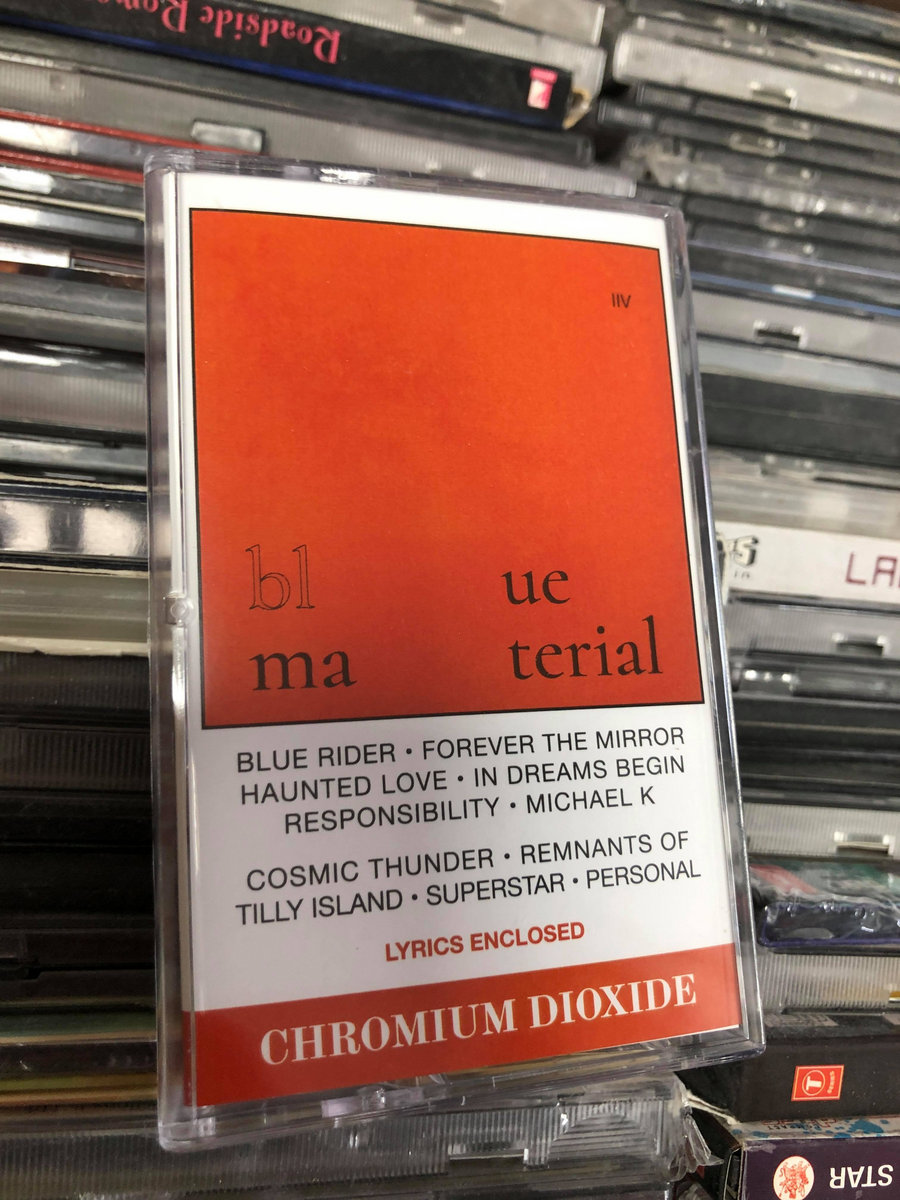 Roadside
IIV
bl ue
ma terial
BLUE RIDER • FOREVER THE MIRROR
HAUNTED LOVE • IN DREAMS BEGIN
RESPONSIBILITY • MICHAEL K
COSMIC THUNDER • REMNANTS OF
TILLY ISLAND • SUPERSTAR • PERSONAL
LYRICS ENCLOSED
CHROMIUM DIOXIDE
T
SERIES
STAR